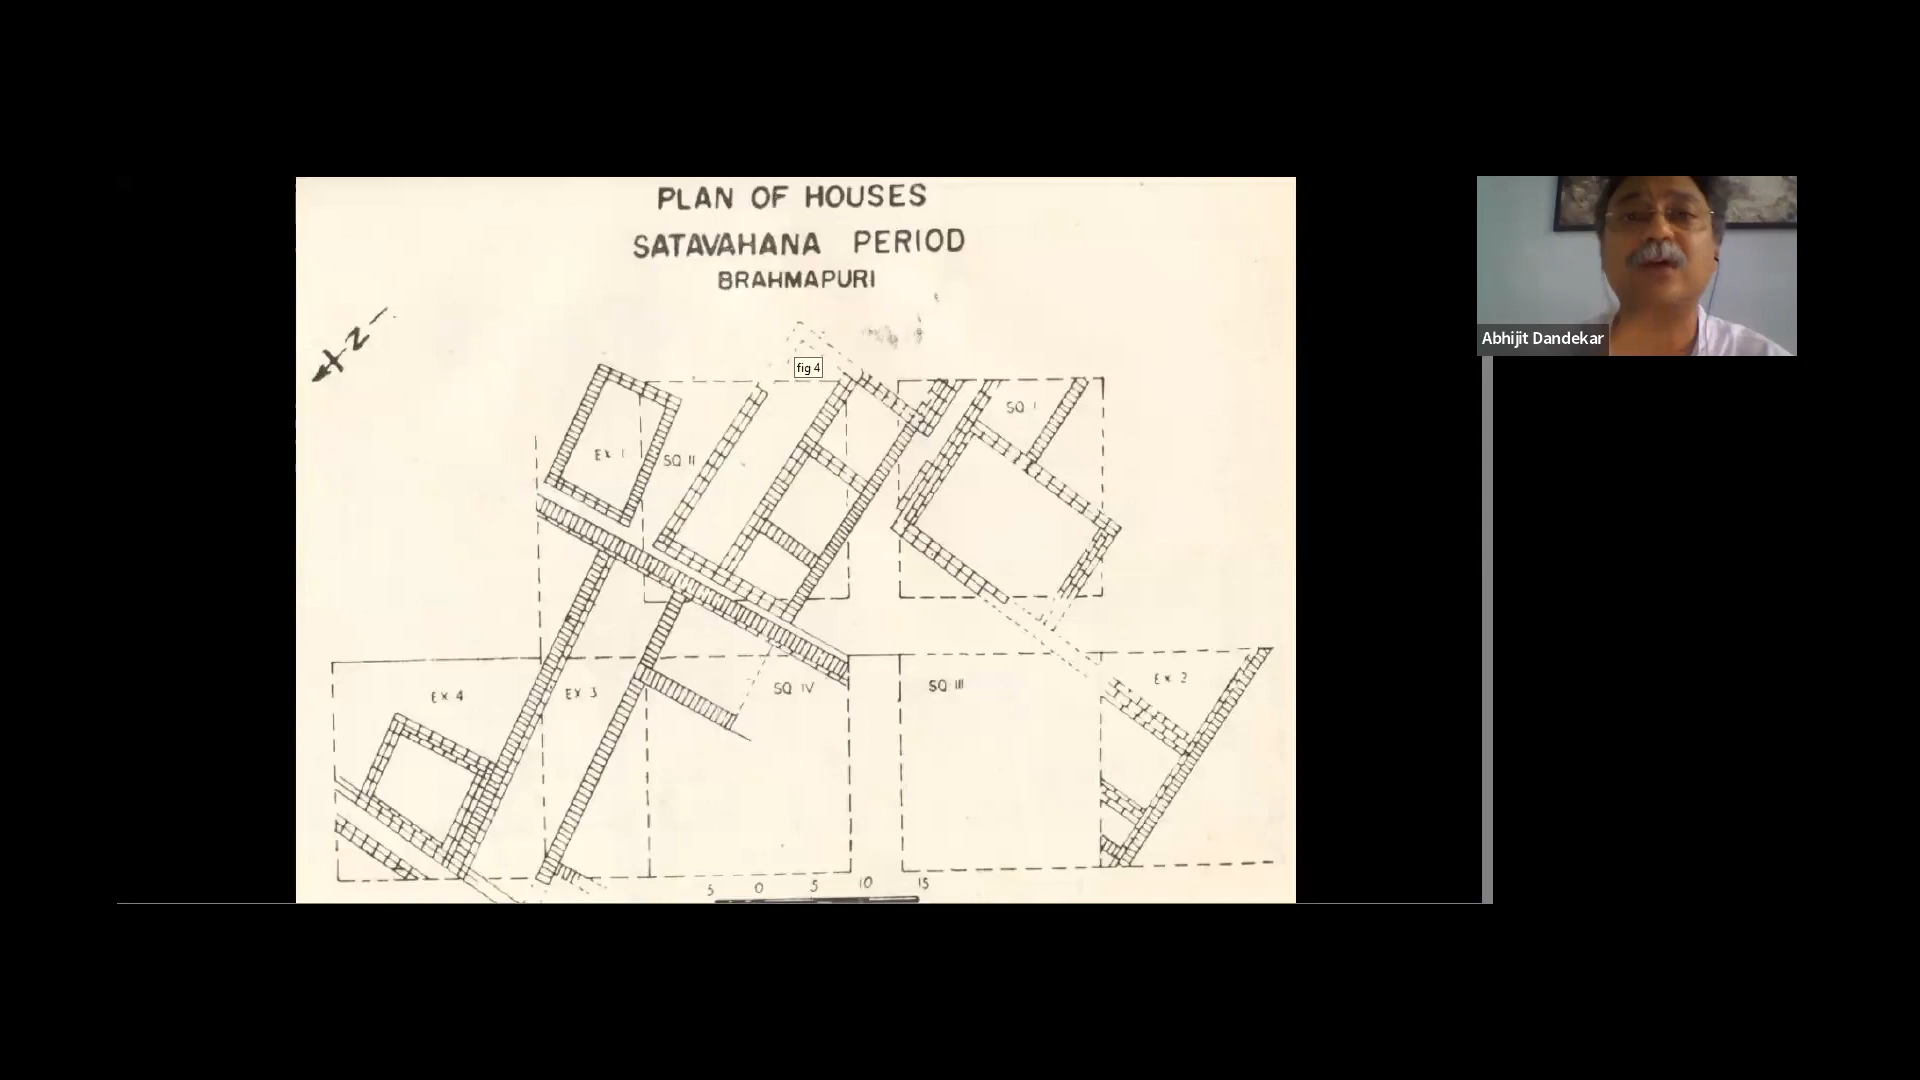 PLAN OF HOUSES
SATAVAHANA PERIOD
BRAHMAPURI
N
fig 4
SQ I
EX I
SQ II
EX 4
EX 3
SQ IV
SQ III
EX 2
5 0 5 10 15
Abhijit Dandekar